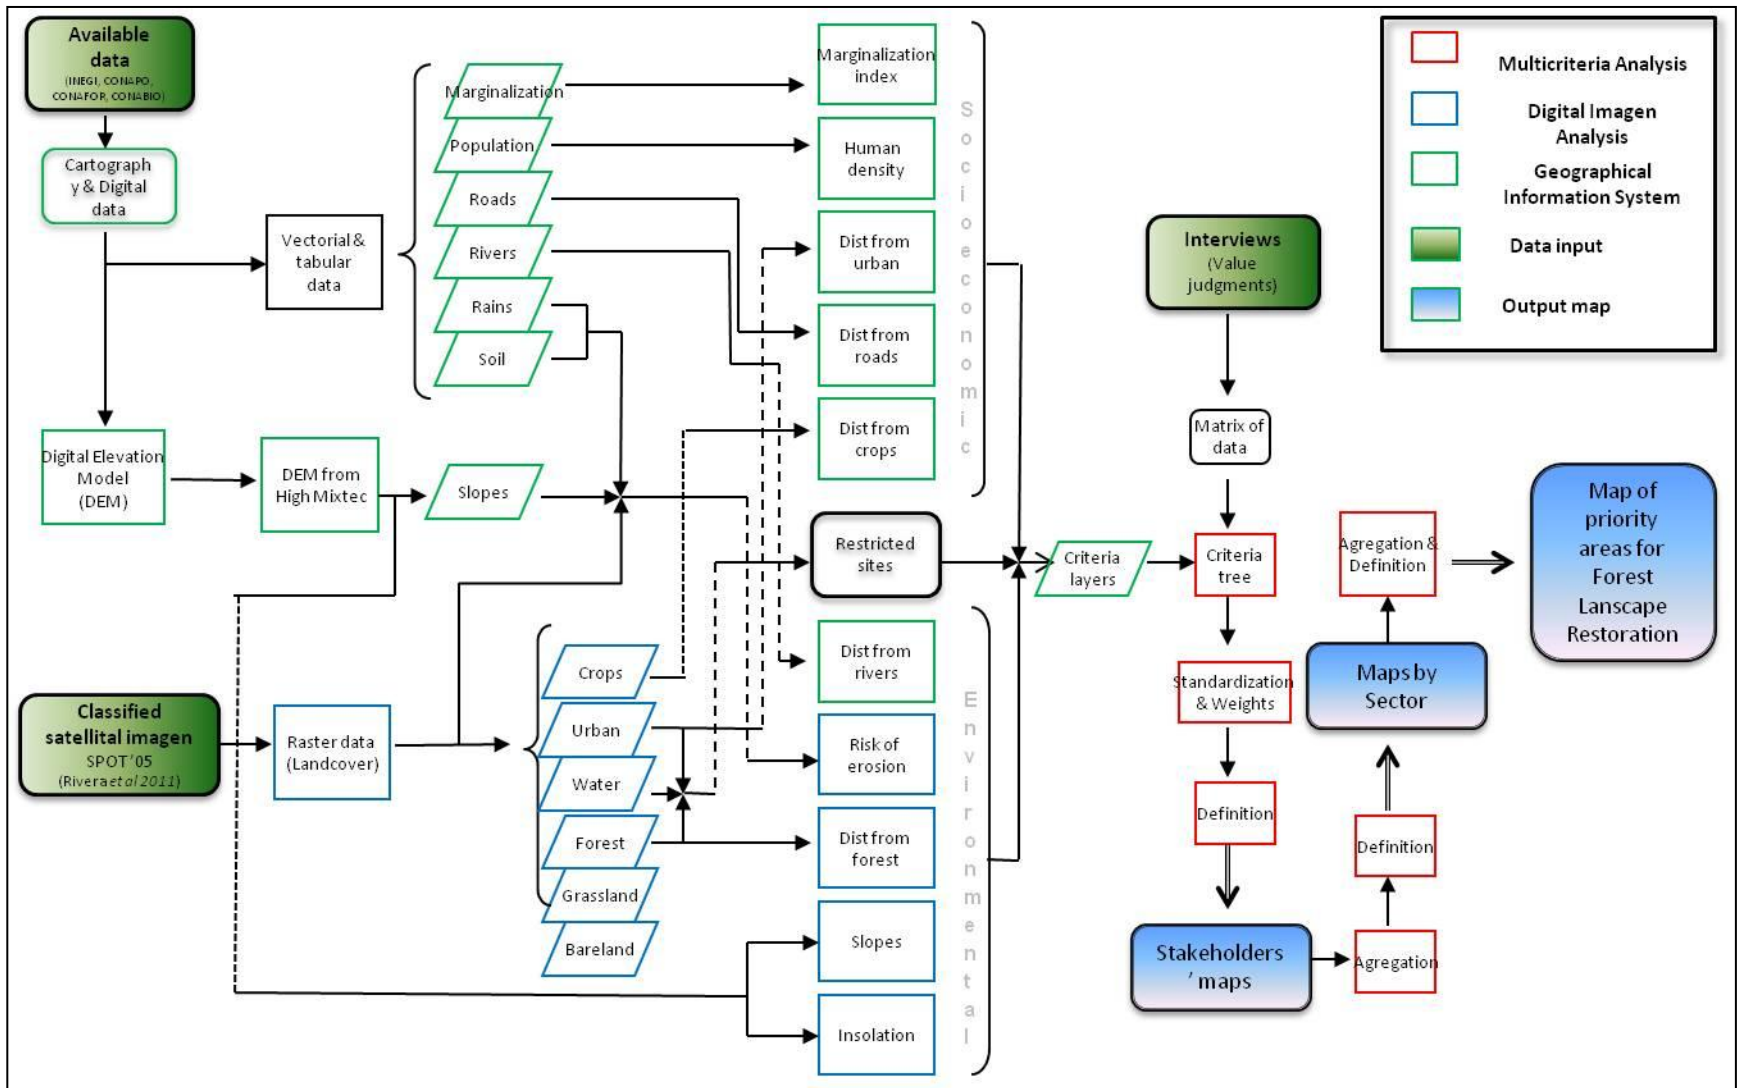 Available
data
(INEGI, CONAPO,
CONAFOR, CONABIO)
Cartograph
y & Digital
data
Vectorial &
tabular
data
Marginalization
Population
Roads
Rivers
Rains
Soil
Digital Elevation
Model
(DEM)
DEM from
High Mixtec
Slopes
Classified
satellital imagen
SPOT'05
(Rivera et al 2011)
Raster data
(Landcover)
Crops
Urban
Water
Forest
Grassland
Bareland
Marginalization
index
Human
density
Dist from
urban
Dist from
roads
Dist from
crops
Socioeconomic
Restricted
sites
Dist from
rivers
Risk of
erosion
Dist from
forest
Slopes
Insolation
Environmental
Criteria
layers
Interviews
(Value
judgments)
Matrix of
data
Criteria
tree
Standardization
& Weights
Definition
Stakeholders
' maps
Agregation
Definition
Maps by
Sector
Agregation &
Definition
Map of
priority
areas for
Forest
Lanscape
Restoration
Multicriteria Analysis
Digital Imagen
Analysis
Geographical
Information System
Data input
Output map